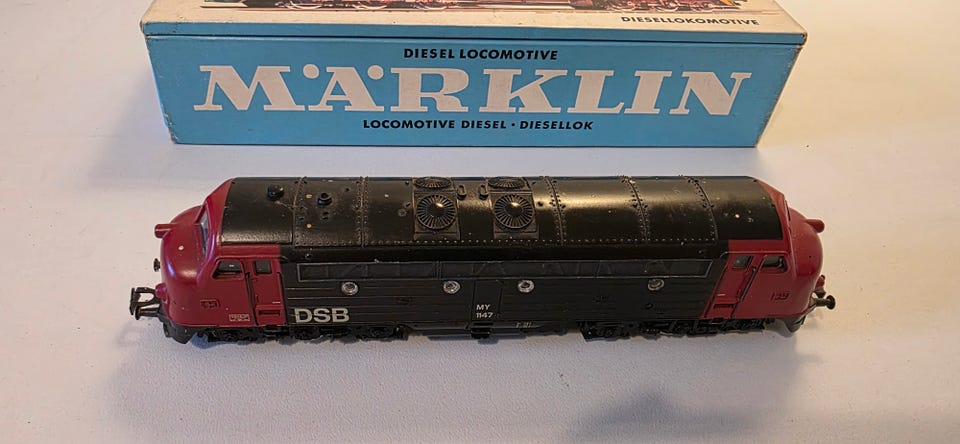 DIESELLOKOMOTIVE
DIESEL LOCOMOTIVE
MÄRKLIN
LOCOMOTIVE DIESEL · DIESELLOK
DSB
MY
1147